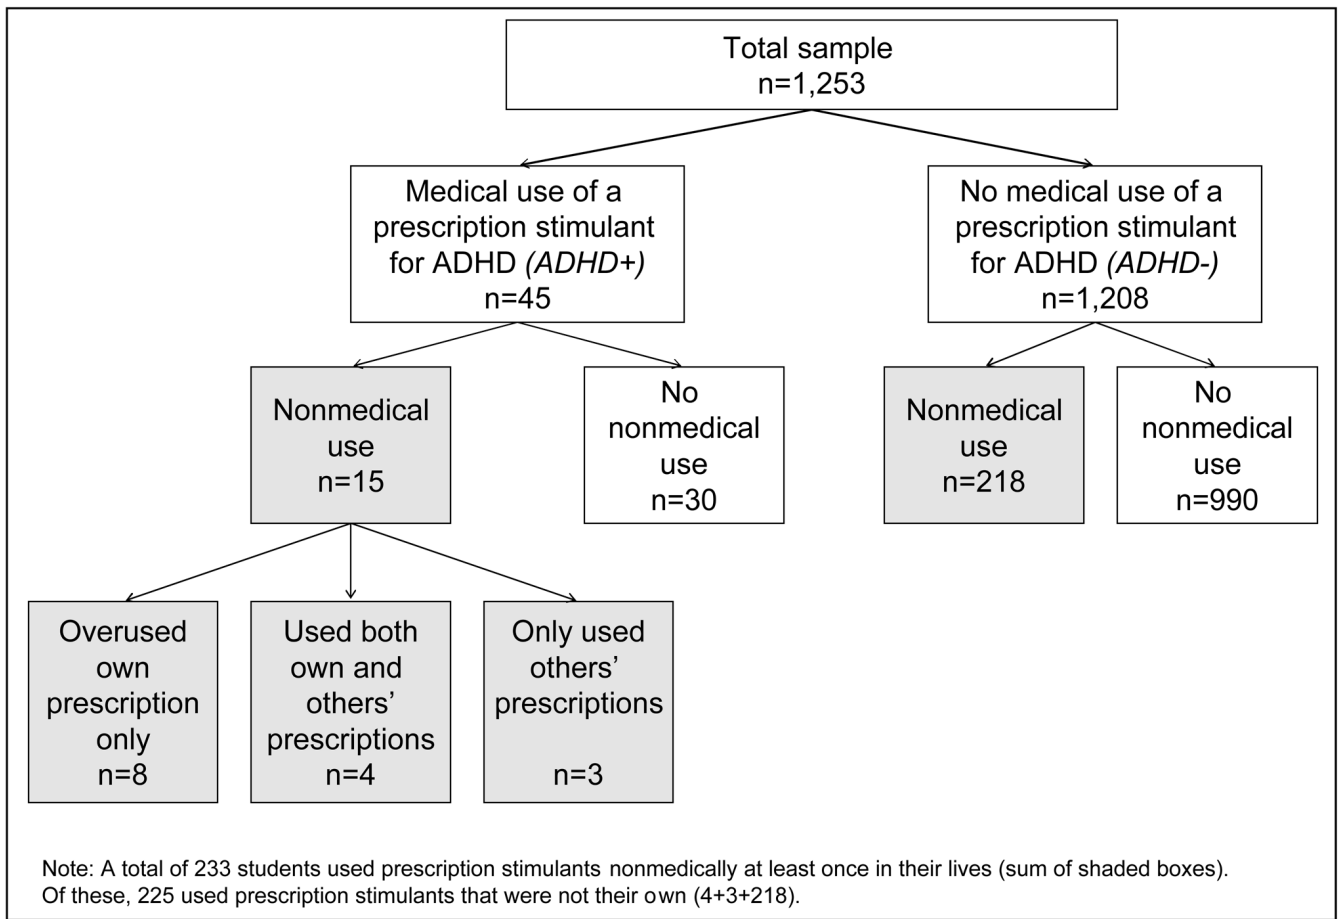 Total sample
n=1,253
Medical use of a
prescription stimulant
for ADHD (ADHD+)
n=45
No medical use of a
prescription stimulant
for ADHD (ADHD-)
n=1,208
Nonmedical
use
n=15
No
nonmedical
use
n=30
Nonmedical
use
n=218
No
nonmedical
use
n=990
Overused
own
prescription
only
n=8
Used both
own and
others’
prescriptions
n=4
Only used
others’
prescriptions
n=3
Note: A total of 233 students used prescription stimulants nonmedically at least once in their lives (sum of shaded boxes).
Of these, 225 used prescription stimulants that were not their own (4+3+218).